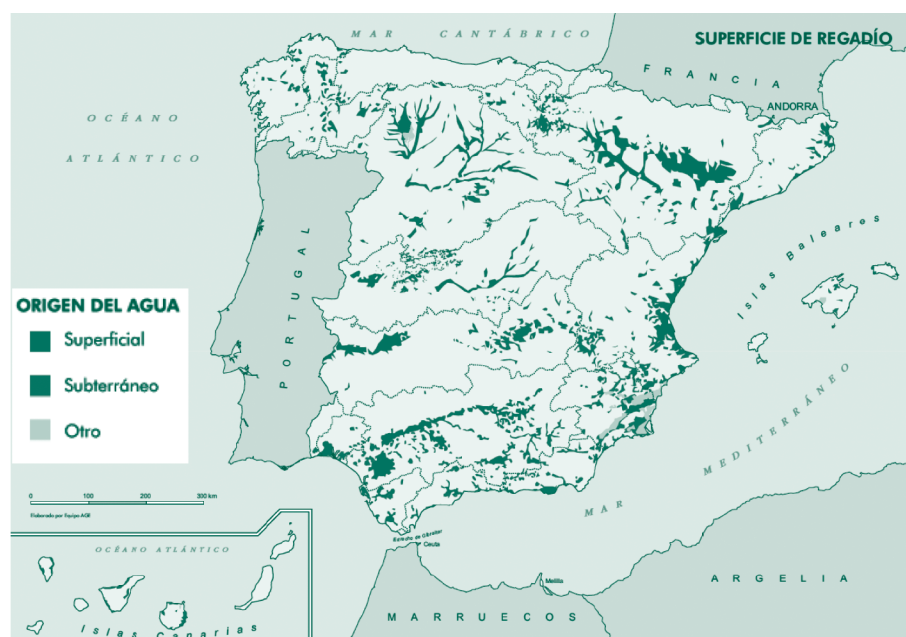 SUPERFICIE DE REGADÍO
MAR CANTÁBRICO
FRANCIA
ANDORRA
OCÉANO
ATLÁNTICO
PORTUGAL
Islas Baleares
ORIGEN DEL AGUA
Superficial
Subterráneo
Otro
MAR MEDITERRÁNEO
0 100 200 300 km
Elaborado por Equipo AGE
Estrecho de Gibraltar
Ceuta
Melilla
OCÉANO ATLÁNTICO
Islas Canarias
MARRUECOS
ARGELIA